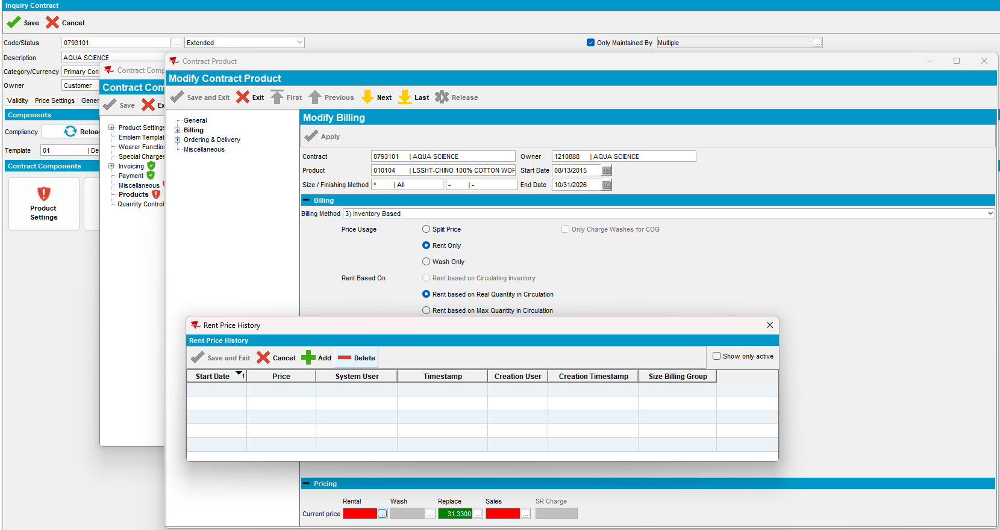 Inquiry Contract
Save Cancel
Code/Status 0793101 ... Extended Only Maintained By Multiple ...
Description AQUA SCIENCE
Category/Currency Primary Con
Owner Customer
Validity Price Settings Gener
Components
Compliancy Reloa
Template 01 | De
Contract Components
Product
Settings
Contract Comp
Contract Com
Save Ex
Product Settings
Emblem Templat
Wearer Functio
Special Charges
Invoicing
Payment
Miscellaneous
Products
Quantity Control
Contract Product
Modify Contract Product
Save and Exit Exit First Previous Next Last Release
General
Billing
Ordering & Delivery
Miscellaneous
Modify Billing
Apply
Contract 0793101 | AQUA SCIENCE Owner 1210888 | AQUA SCIENCE
Product 010104 | LSSHT-CHINO 100% COTTON WOR Start Date 08/13/2015 16
Size / Finishing Method * | All - | - End Date 10/31/2026 16
Billing
Billing Method 3) Inventory Based
Price Usage Split Price Only Charge Washes for COG
Rent Only
Wash Only
Rent Based On Rent based on Circulating Inventory
Rent based on Real Quantity in Circulation
Rent based on Max Quantity in Circulation
Rent Price History
Rent Price History
Save and Exit Cancel Add Delete Show only active
Start Date 1 Price System User Timestamp Creation User Creation Timestamp Size Billing Group
Pricing
Rental Wash Replace Sales SR Charge
Current price ... ... 31.3300 ... ...